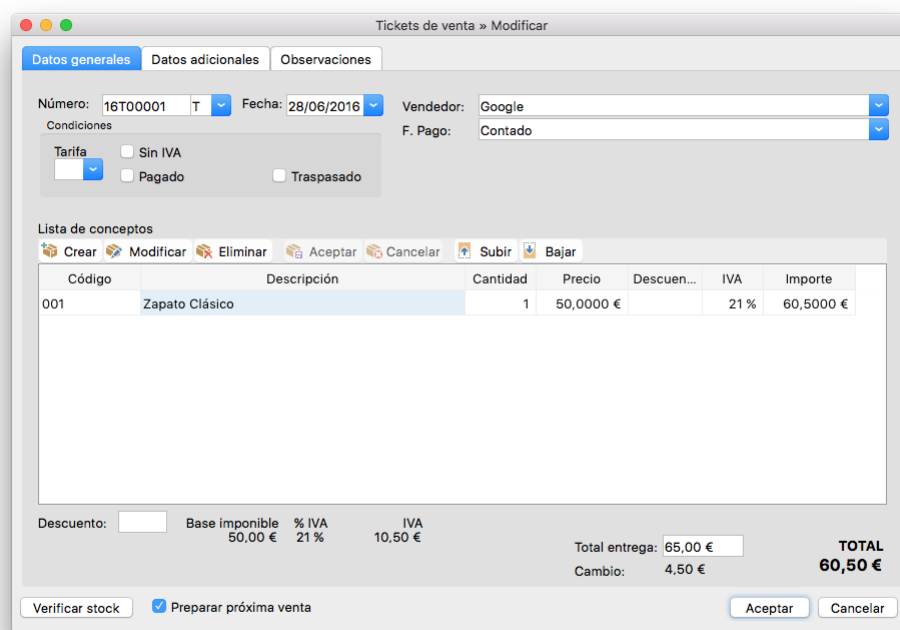 Tickets de venta » Modificar
Datos generales Datos adicionales Observaciones
Número: 16T00001 T Fecha: 28/06/2016 Vendedor: Google
Condiciones F. Pago: Contado
Tarifa Sin IVA
Pagado Traspasado
Lista de conceptos
Crear Modificar Eliminar Aceptar Cancelar Subir Bajar
Código Descripción Cantidad Precio Descuen... IVA Importe
001 Zapato Clásico 1 50,0000 € 21 % 60,5000 €
Descuento: Base imponible % IVA IVA
50,00 € 21 % 10,50 €
Total entrega: 65,00 € TOTAL
Cambio: 4,50 € 60,50 €
Verificar stock Preparar próxima venta Aceptar Cancelar